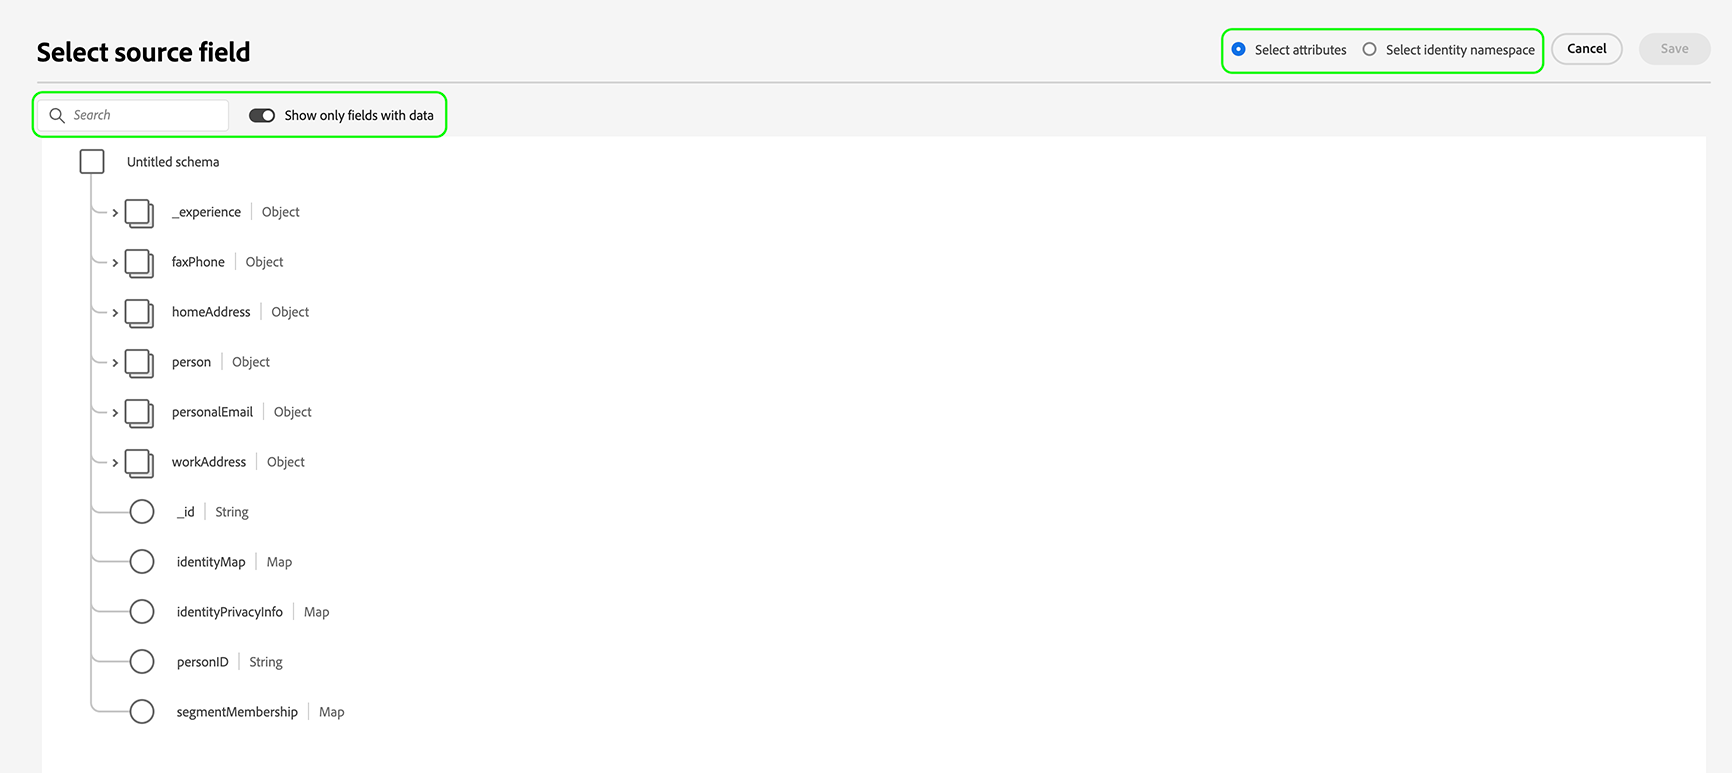 Select source field
Select attributes Select identity namespace Cancel Save
Search Show only fields with data
Untitled schema
_experience Object
faxPhone Object
homeAddress Object
person Object
personalEmail Object
workAddress Object
_id String
identityMap Map
identityPrivacyInfo Map
personID String
segmentMembership Map